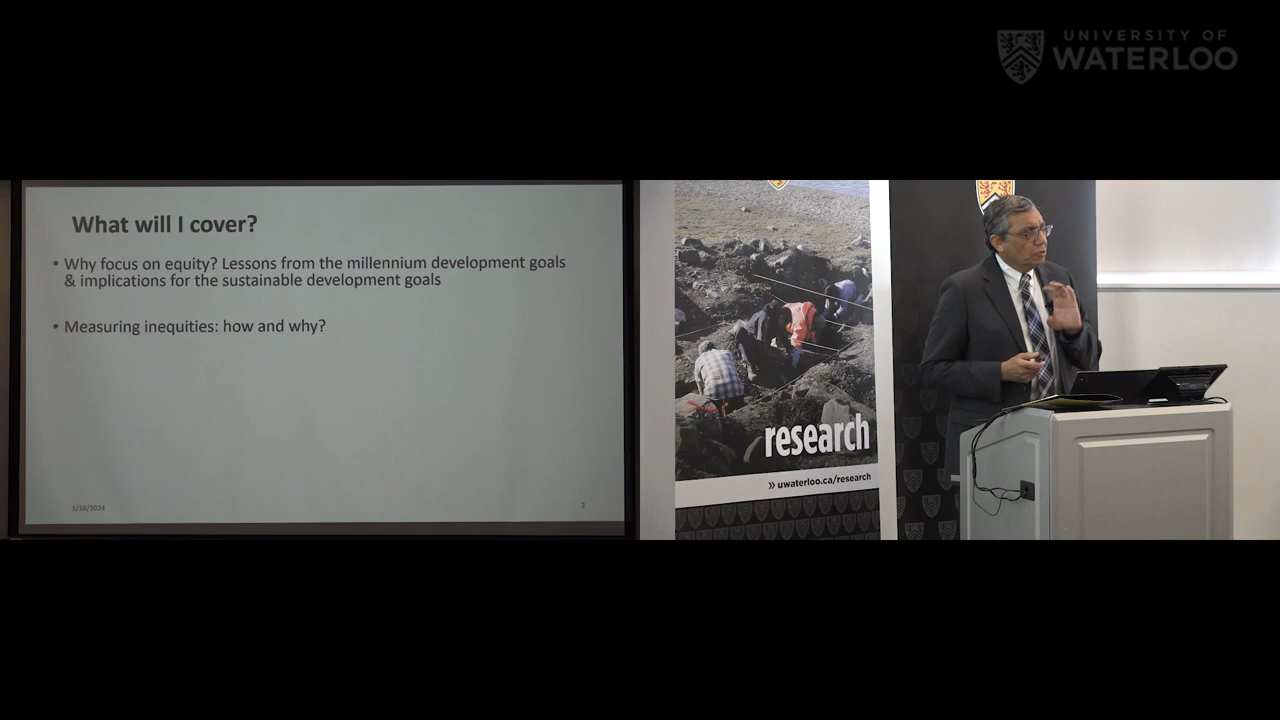 UNIVERSITY OF
WATERLOO
What will I cover?
• Why focus on equity? Lessons from the millennium development goals
& implications for the sustainable development goals
• Measuring inequities: how and why?
1/16/2024
2
research
» uwaterloo.ca/research